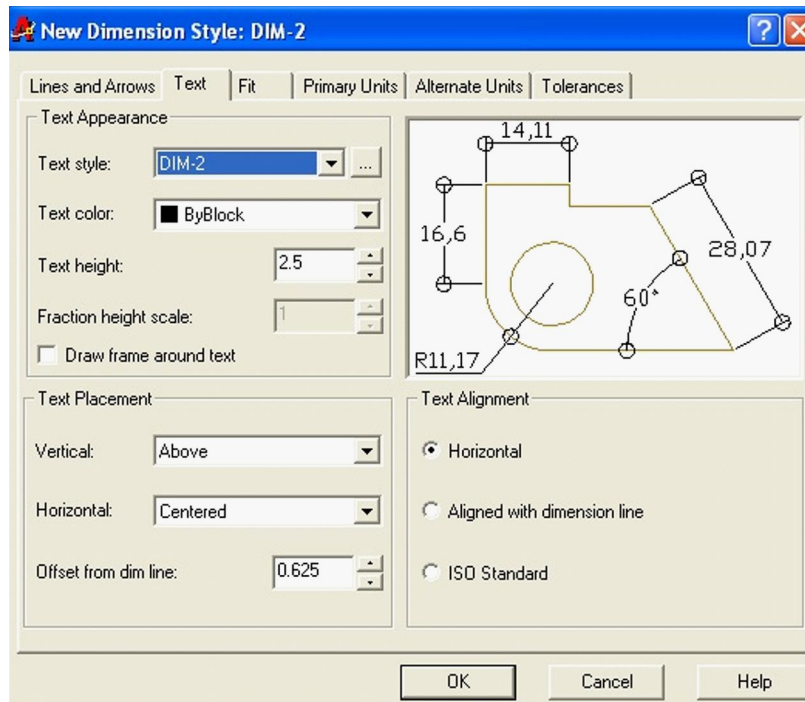 New Dimension Style: DIM-2
Lines and Arrows Text Fit Primary Units Alternate Units Tolerances
Text Appearance
Text style: DIM-2 ...
Text color: ByBlock
Text height: 2.5
Fraction height scale: 1
Draw frame around text
14,11
16,6
28,07
60°
R11,17
Text Placement
Vertical: Above
Horizontal: Centered
Offset from dim line: 0.625
Text Alignment
Horizontal
Aligned with dimension line
ISO Standard
OK Cancel Help